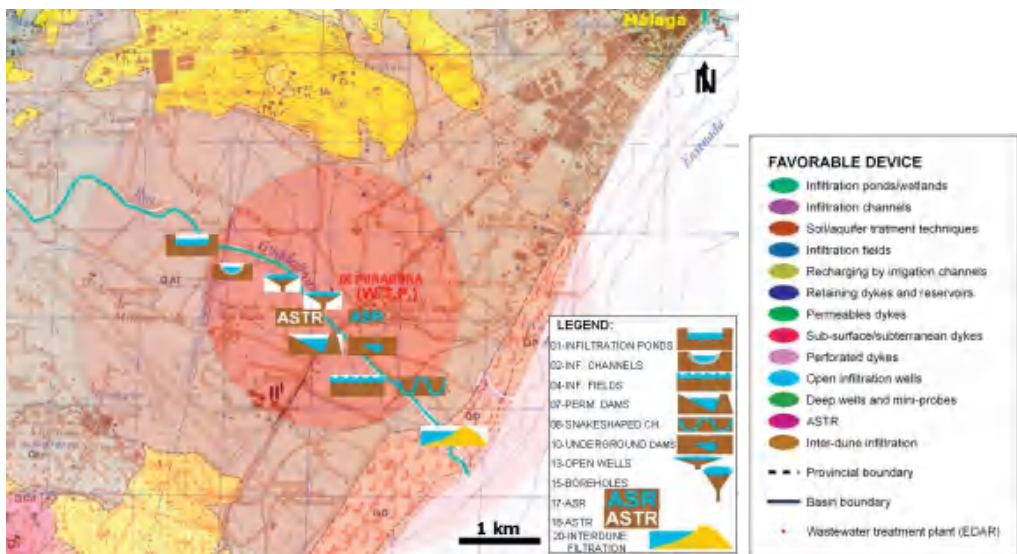 Málaga
N
Ensenada
Rio
Guadalhorce
DEPURADORA
(W.T.P.)
ASTR
ASR
QAT
1 km
LEGEND:
01-INFILTRATION PONDS
02-INF. CHANNELS
04-INF. FIELDS
07-PERM. DAMS
08-SNAKESHAPED CH.
10-UNDERGROUND DAMS
13-OPEN WELLS
15-BOREHOLES
17-ASR
ASR
18-ASTR
ASTR
20-INTERDUNE
FILTRATION
FAVORABLE DEVICE
Infiltration ponds/wetlands
Infiltration channels
Soil/aquifer tratment techniques
Infiltration fields
Recharging by irrigation channels
Retaining dykes and reservoirs
Permeables dykes
Sub-surface/subterranean dykes
Perforated dykes
Open infiltration wells
Deep wells and mini-probes
ASTR
Inter-dune infiltration
Provincial boundary
Basin boundary
Wastewater treatment plant (EDAR)